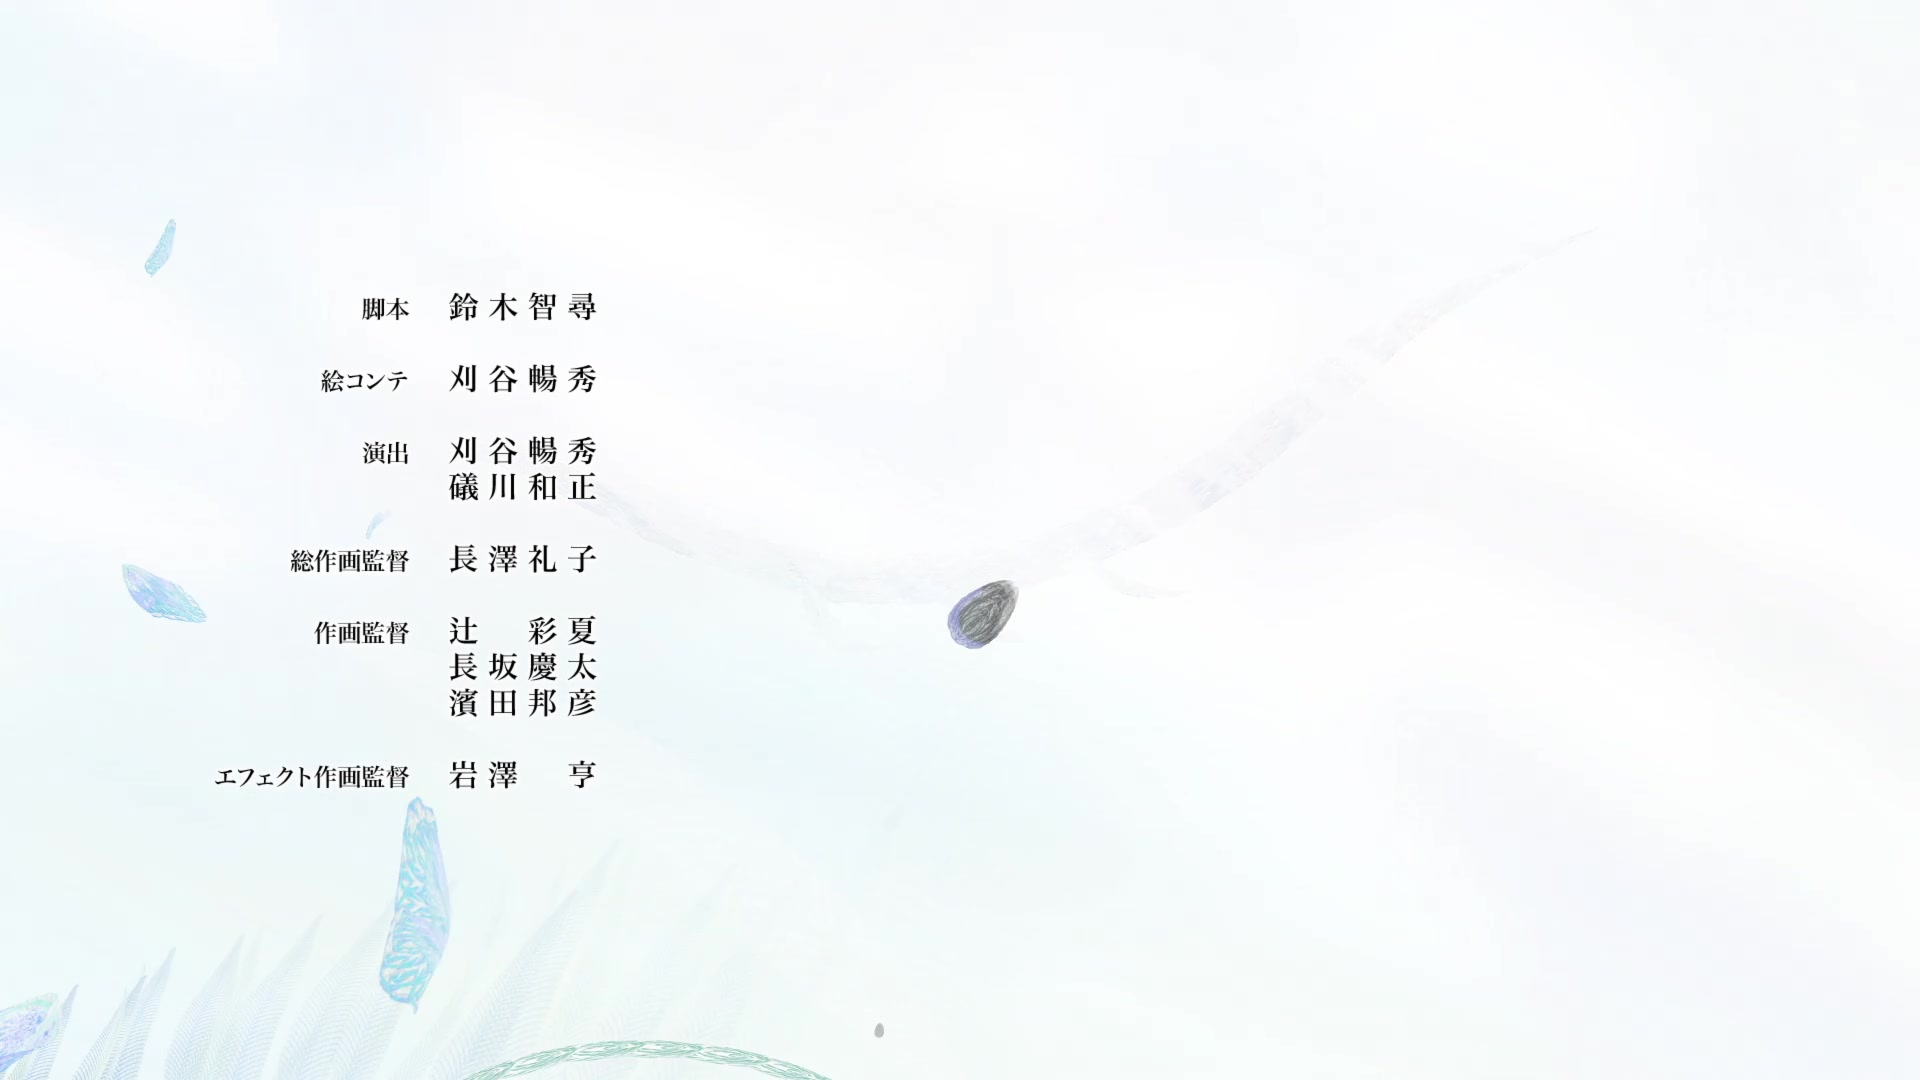 脚本 鈴木智尋
絵コンテ 刈谷暢秀
演出 刈谷暢秀
礒川和正
総作画監督 長澤礼子
作画監督 辻 彩夏
長坂慶太
濱田邦彦
エフェクト作画監督 岩澤 亨